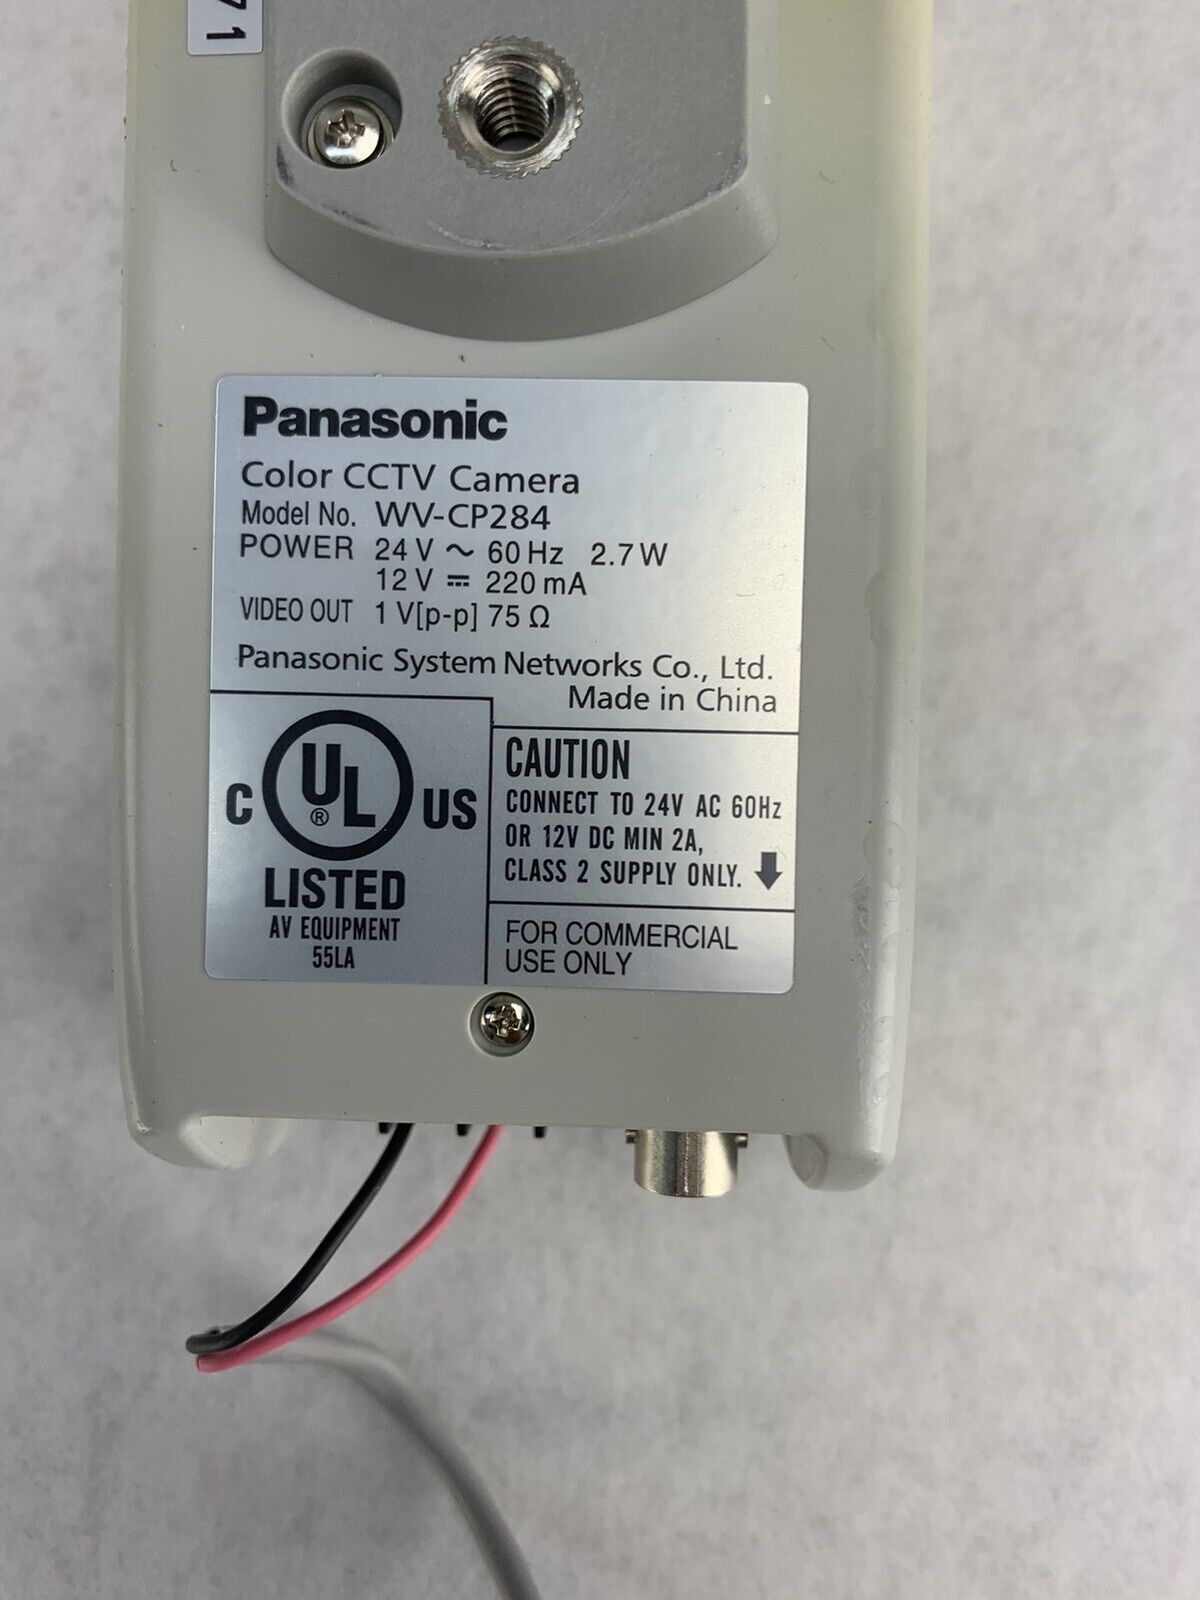 71
Panasonic
Color CCTV Camera
Model No. WV-CP284
POWER 24 V ~ 60 Hz 2.7 W
12 V ⎓ 220 mA
VIDEO OUT 1 V[p-p] 75 Ω
Panasonic System Networks Co., Ltd.
Made in China
C UL ® US
LISTED
AV EQUIPMENT
55LA
CAUTION
CONNECT TO 24V AC 60Hz
OR 12V DC MIN 2A,
CLASS 2 SUPPLY ONLY.
FOR COMMERCIAL
USE ONLY